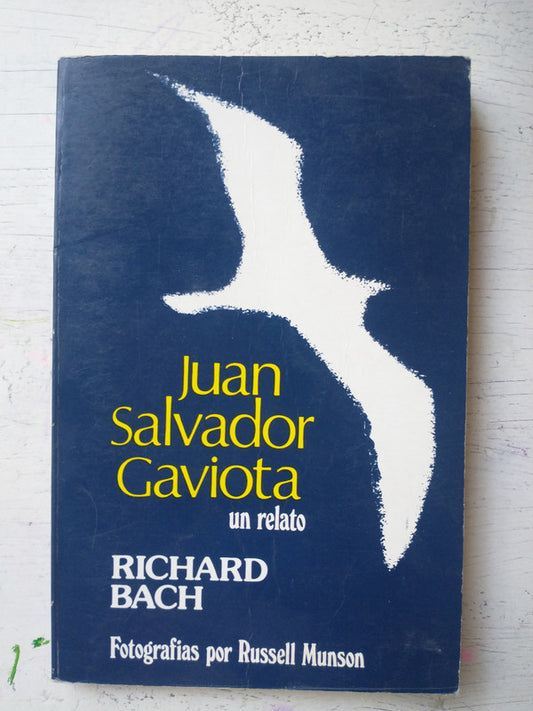 Juan
Salvador
Gaviota
un relato
RICHARD
BACH
Fotografías por Russell Munson